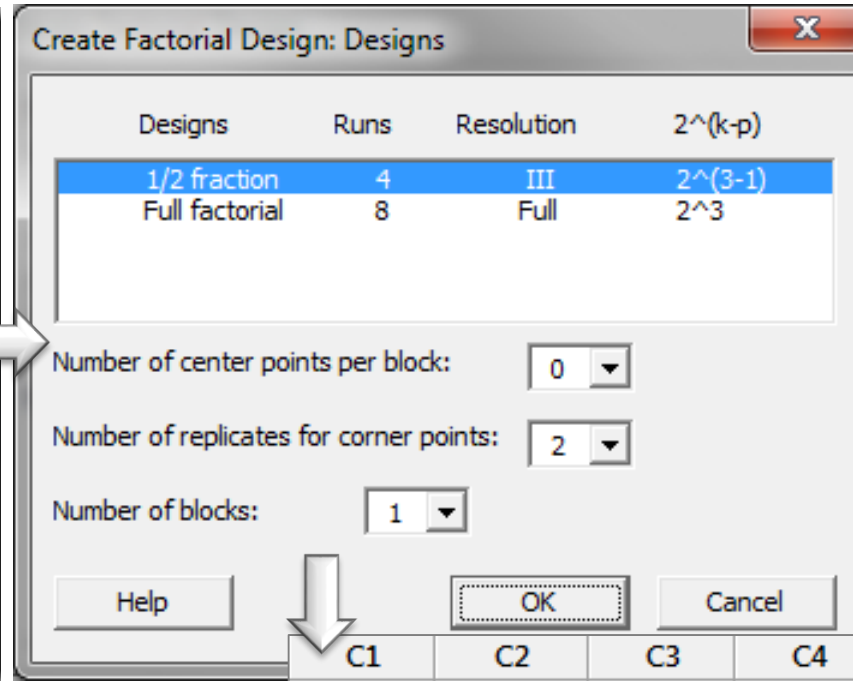 Create Factorial Design: Designs
Designs Runs Resolution 2^(k-p)
1/2 fraction 4 III 2^(3-1)
Full factorial 8 Full 2^3
Number of center points per block: 0
Number of replicates for corner points: 2
Number of blocks: 1
Help OK Cancel
C1 C2 C3 C4